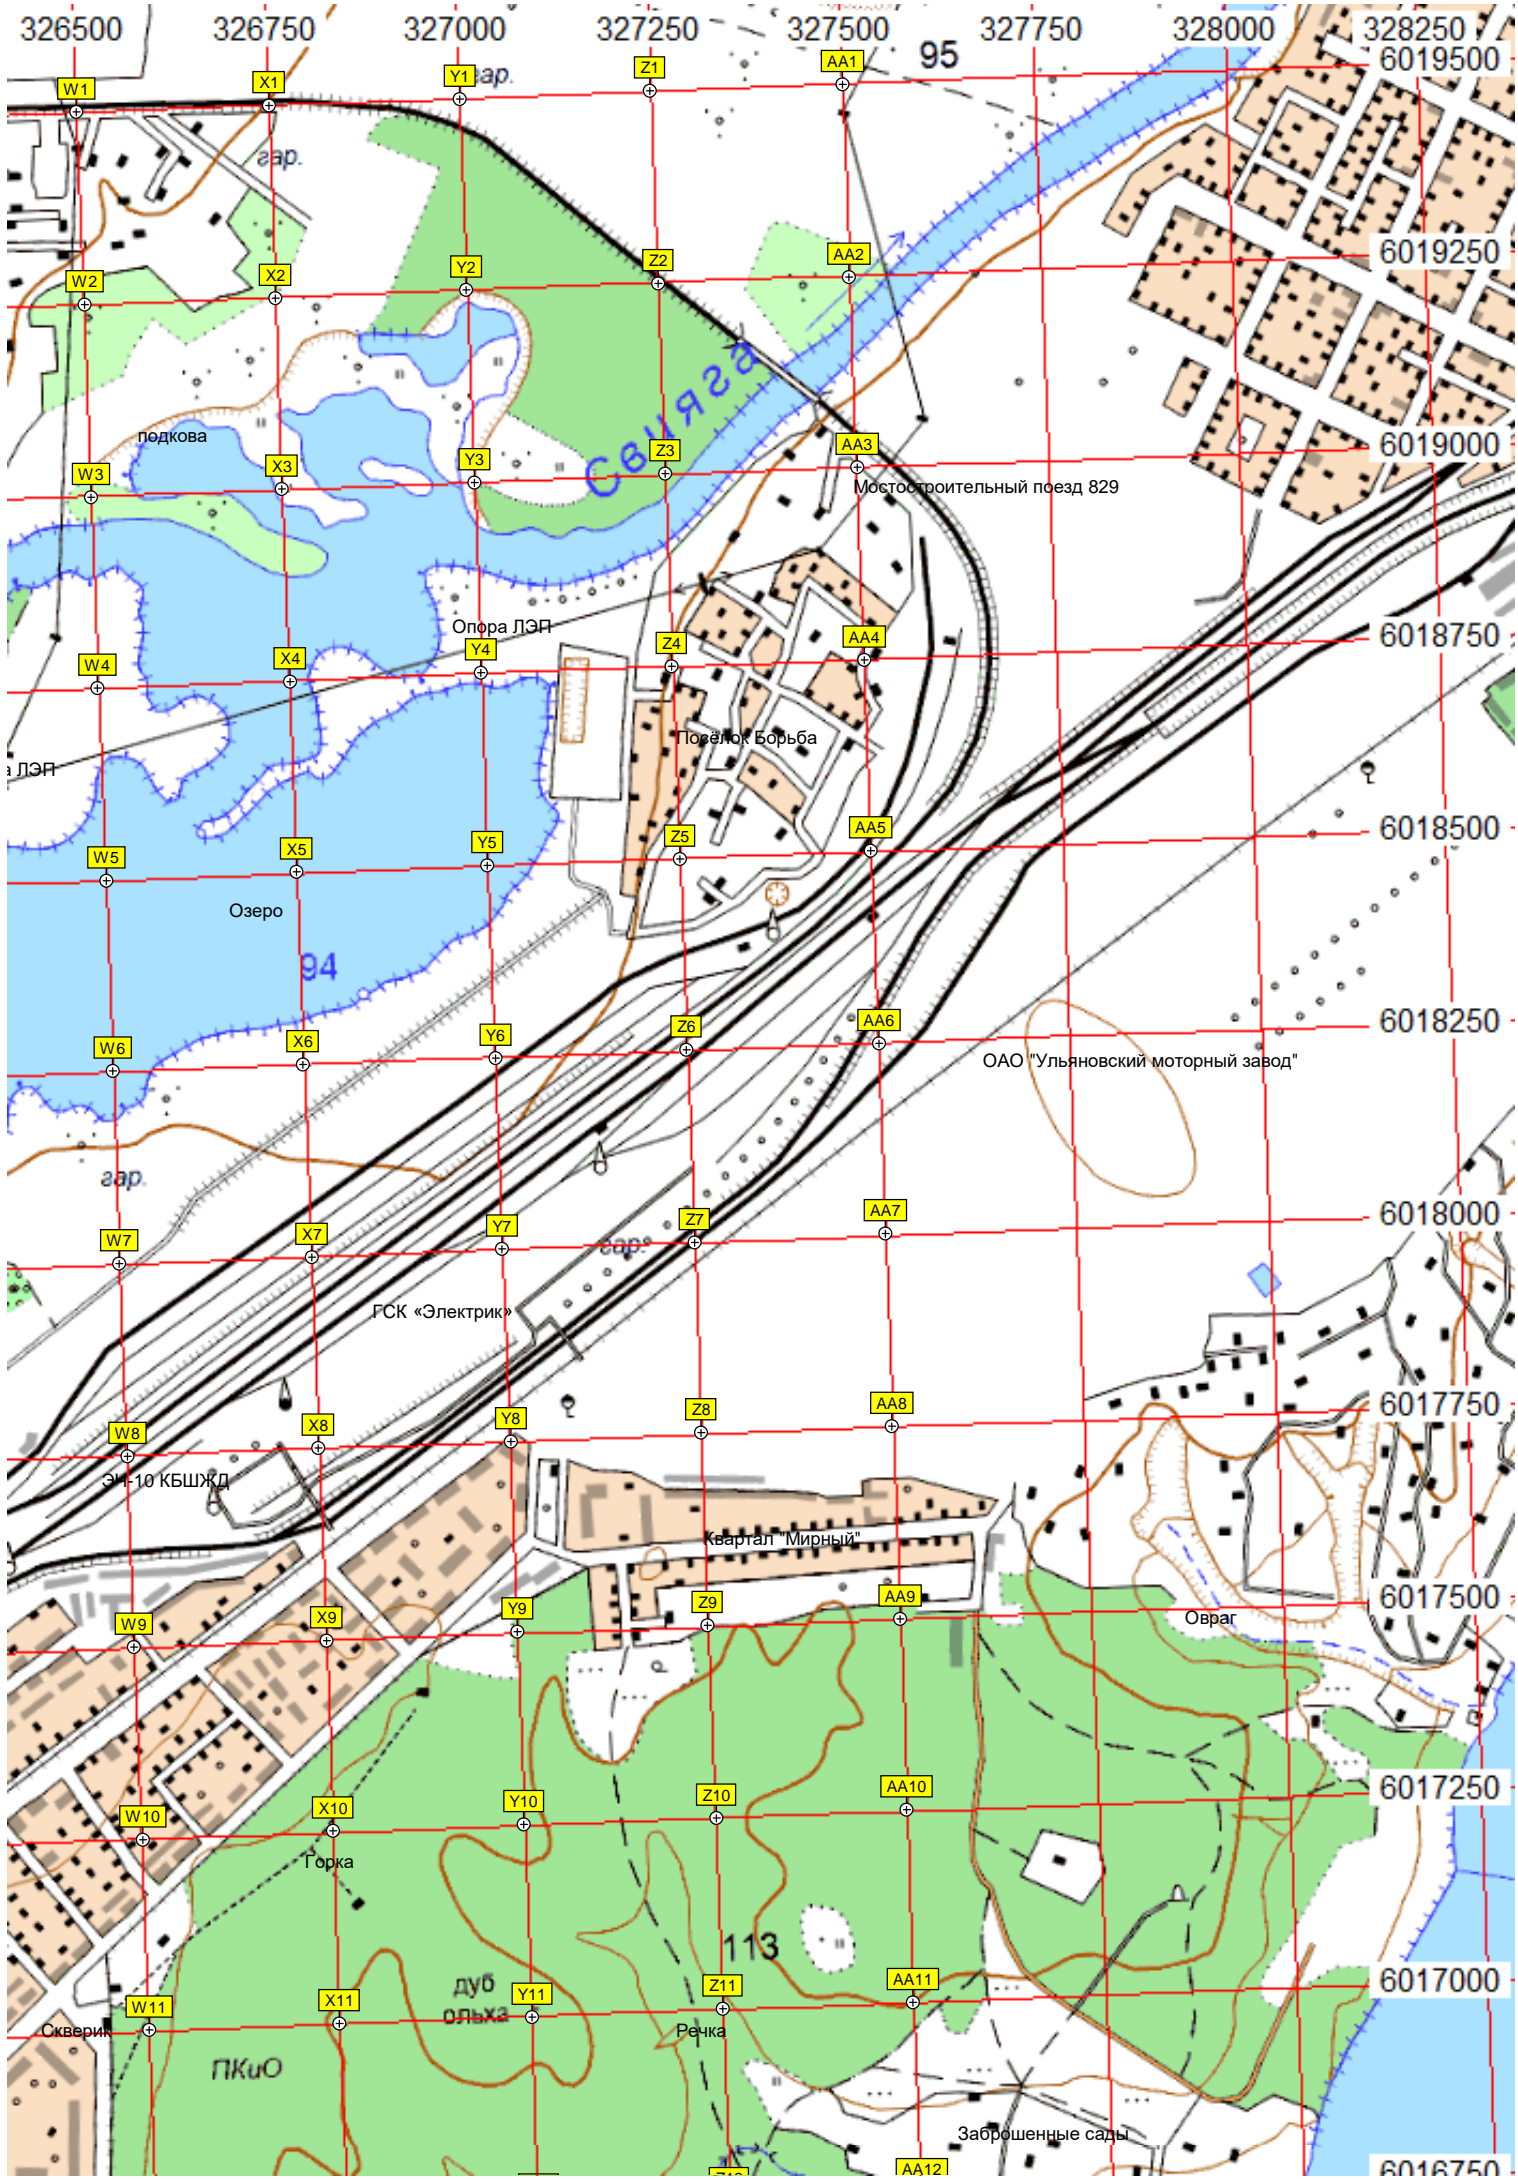 326500 326750 327000 327250 327500 327750 328000 328250
95
6019500
W1 X1 Y1 Z1 AA1
гар.
гар.
6019250
W2 X2 Y2 Z2 AA2
Свияга
подкова
6019000
W3 X3 Y3 Z3 AA3
Мостостроительный поезд 829
Опора ЛЭП
6018750
W4 X4 Y4 Z4 AA4
Посёлок Борьба
а ЛЭП
6018500
W5 X5 Y5 Z5 AA5
Озеро
94
6018250
W6 X6 Y6 Z6 AA6
ОАО "Ульяновский моторный завод"
гар.
6018000
W7 X7 Y7 Z7 AA7
гар.
ГСК «Электрик»
6017750
W8 X8 Y8 Z8 AA8
ЭЧ-10 КБШЖД
Квартал "Мирный"
6017500
W9 X9 Y9 Z9 AA9
Овраг
6017250
W10 X10 Y10 Z10 AA10
Горка
113
дуб
ольха
6017000
W11 X11 Y11 Z11 AA11
Скверик
Речка
ПКиО
Заброшенные сады
AA12
6016750